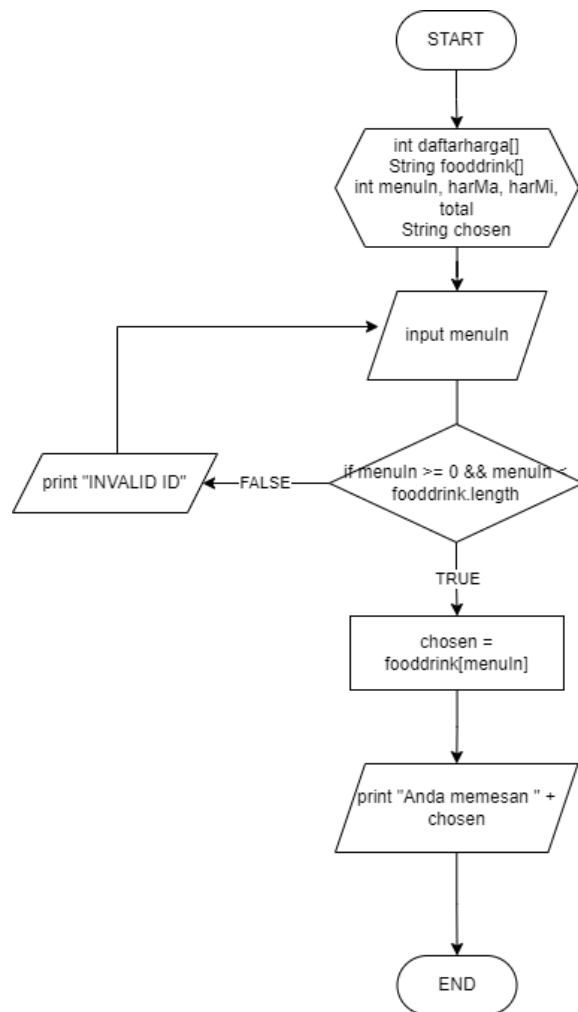 START
int daftarharga[]
String fooddrink[]
int menuIn, harMa, harMi,
total
String chosen
input menuIn
if menuIn >= 0 && menuIn <
fooddrink.length
FALSE
print "INVALID ID"
TRUE
chosen =
fooddrink[menuIn]
print "Anda memesan " +
chosen
END